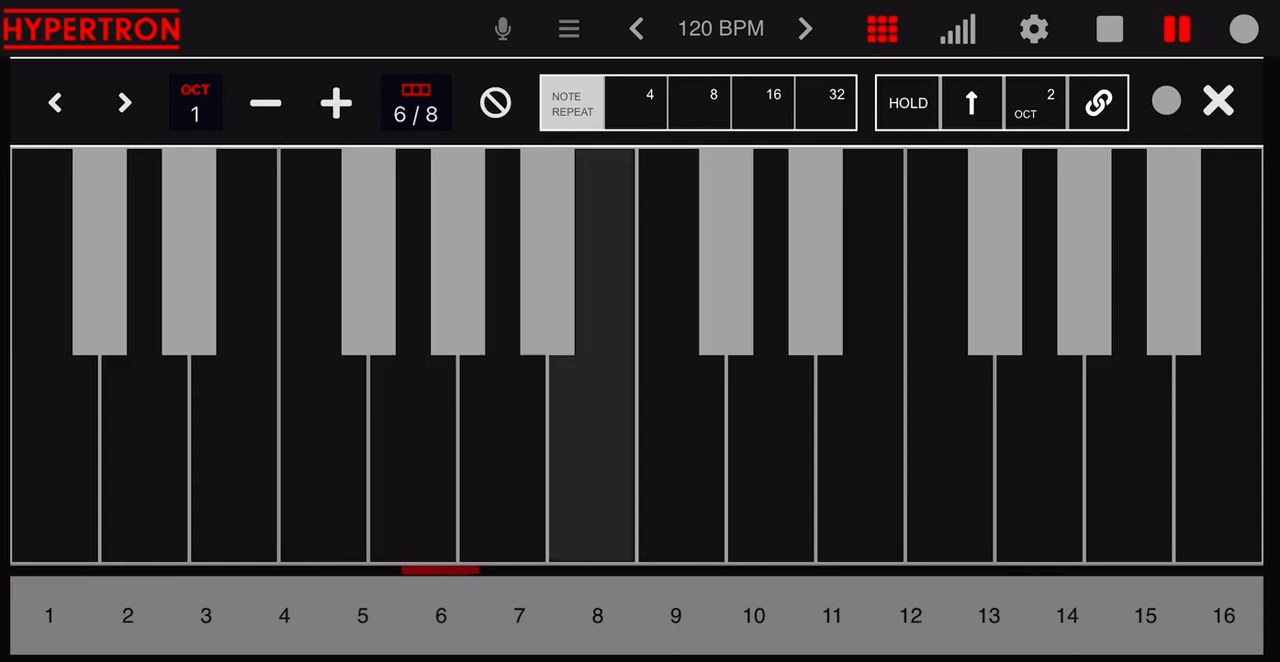 HYPERTRON
120 BPM
OCT
1
6 / 8
NOTE
REPEAT
4
8
16
32
HOLD
OCT 2
1 2 3 4 5 6 7 8 9 10 11 12 13 14 15 16